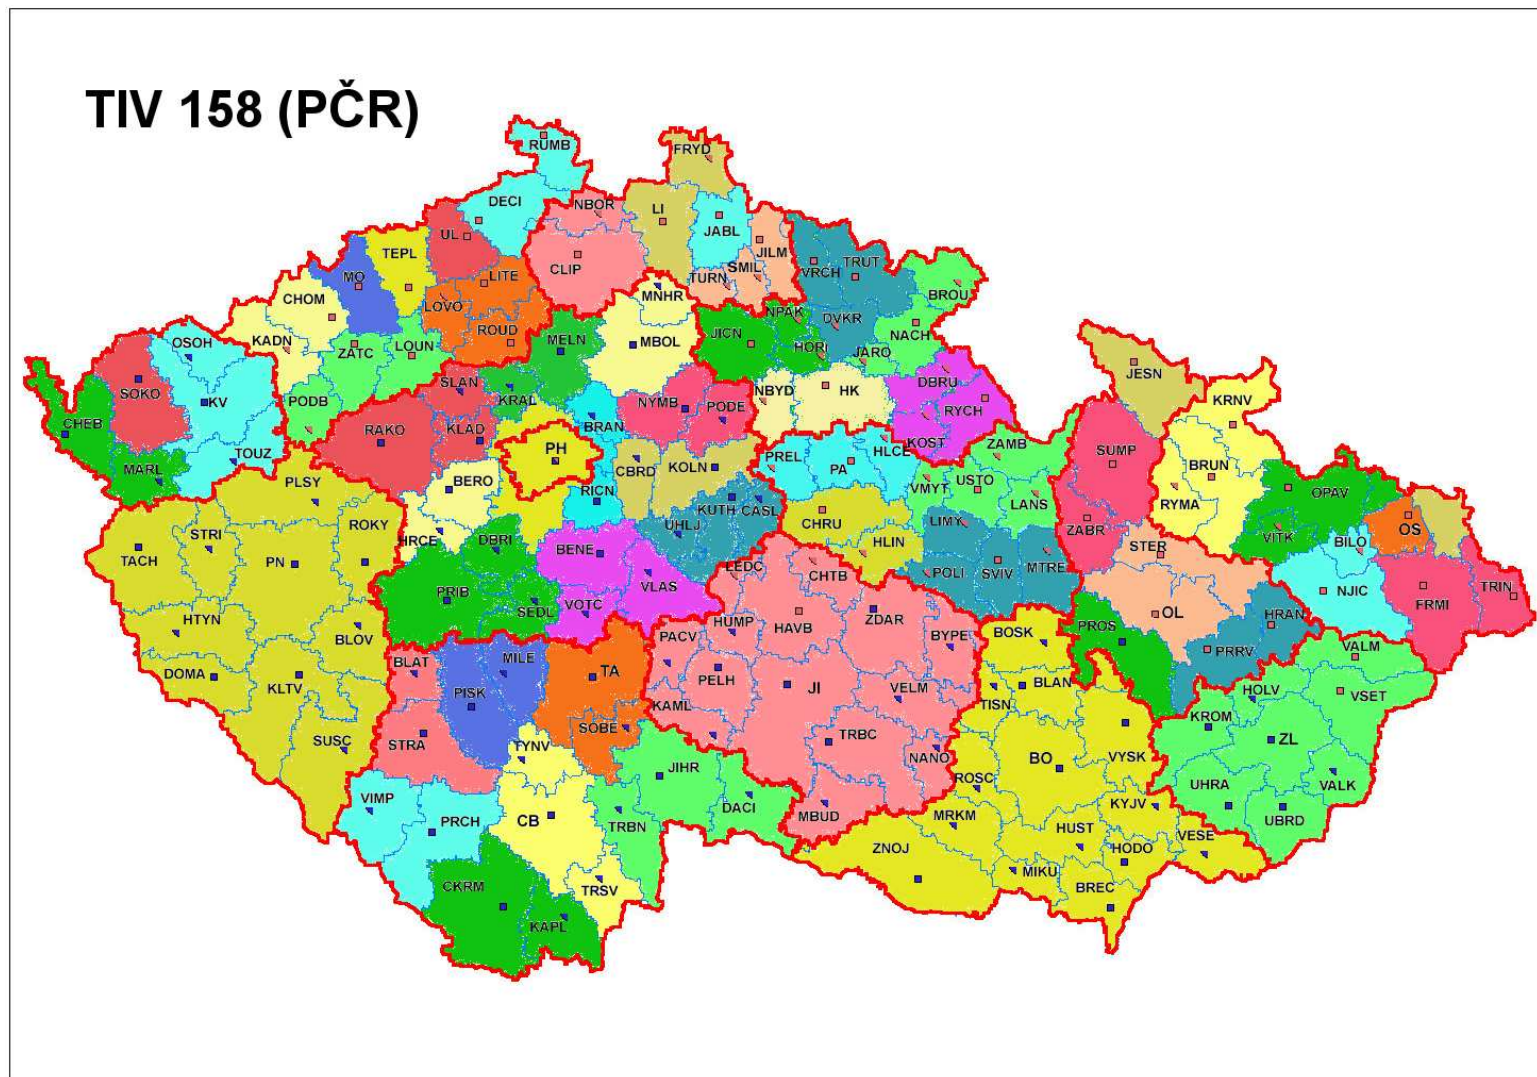 TIV 158 (PČR)
RUMB
FRYD
DECI
NBOR
LI
JABL
UL
TEPL
CLIP
JILM
SMIL
TURN
VRCH
TRUT
MO
LITE
LOVO
CHOM
MNHR
BROU
NPAK
DVKR
NACH
KADN
OSOH
ZATC
LOUN
ROUD
MELN
MBOL
JICN
HORI
JARO
JESN
SOKO
KV
PODB
SLAN
KRAL
NYMB
PODE
NBYD
HK
DBRU
RYCH
KRNV
CHEB
RAKO
KLAD
BRAN
KOST
ZAMB
SUMP
MARL
TOUZ
PH
CBRD
KOLN
PREL
PA
HLCE
BRUN
PLSY
BERO
RICN
VMYT
USTO
LANS
RYMA
OPAV
ROKY
HRCE
DBRI
KUTH
CASL
UHLJ
CHRU
LIMY
ZABR
VITK
OS
STRI
TACH
PN
BENE
HLIN
STER
BILO
LEDC
CHTB
POLI
SVIV
MTRE
PRIB
SEDL
VOTC
VLAS
NJIC
FRMI
TRIN
HTYN
BLOV
HUMP
HAVB
ZDAR
PACV
BYPE
BOSK
PROS
OL
HRAN
PRRV
VALM
DOMA
KLTV
BLAT
MILE
TA
PISK
PELH
JI
VELM
TISN
BLAN
HOLV
VSET
KAML
KROM
SUSC
STRA
SOBE
TYNV
TRBC
NANO
BO
VYSK
ZL
JIHR
ROSC
UHRA
VALK
VIMP
PRCH
CB
TRBN
DACI
MBUD
MRKM
KYJV
UBRD
ZNOJ
HUST
HODO
VESE
CKRM
TRSV
MIKU
BREC
KAPL